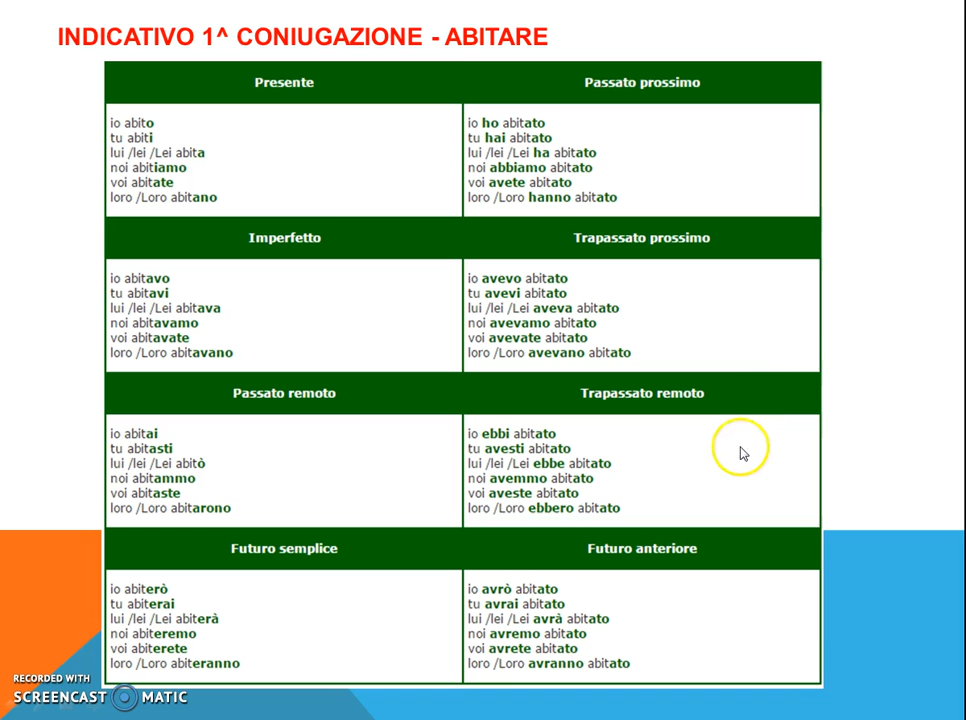 INDICATIVO 1^ CONIUGAZIONE - ABITARE
Presente
io abito
tu abiti
lui /lei /Lei abita
noi abitiamo
voi abitate
loro /Loro abitano
Passato prossimo
io ho abitato
tu hai abitato
lui /lei /Lei ha abitato
noi abbiamo abitato
voi avete abitato
loro /Loro hanno abitato
Imperfetto
io abitavo
tu abitavi
lui /lei /Lei abitava
noi abitavamo
voi abitavate
loro /Loro abitavano
Trapassato prossimo
io avevo abitato
tu avevi abitato
lui /lei /Lei aveva abitato
noi avevamo abitato
voi avevate abitato
loro /Loro avevano abitato
Passato remoto
io abitai
tu abitasti
lui /lei /Lei abitò
noi abitammo
voi abitaste
loro /Loro abitarono
Trapassato remoto
io ebbi abitato
tu avesti abitato
lui /lei /Lei ebbe abitato
noi avemmo abitato
voi aveste abitato
loro /Loro ebbero abitato
Futuro semplice
io abiterò
tu abiterai
lui /lei /Lei abiterà
noi abiteremo
voi abiterete
loro /Loro abiteranno
Futuro anteriore
io avrò abitato
tu avrai abitato
lui /lei /Lei avrà abitato
noi avremo abitato
voi avrete abitato
loro /Loro avranno abitato
RECORDED WITH
SCREENCAST MATIC